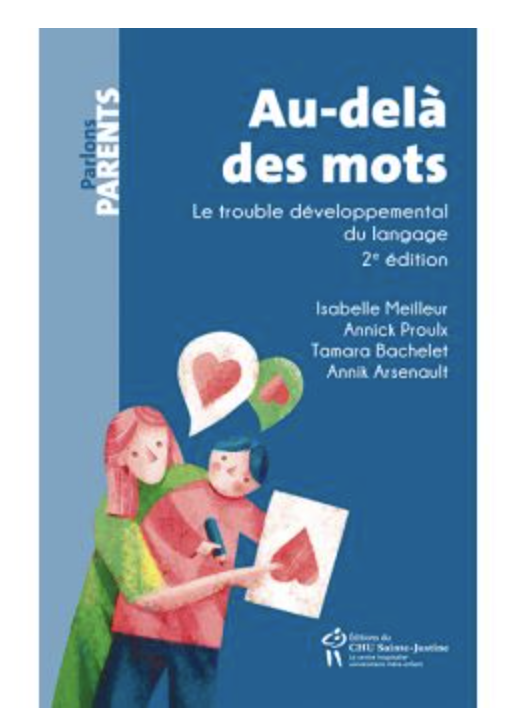 Parlons
PARENTS
Au-delà
des mots
Le trouble développemental
du langage
2e édition
Isabelle Meilleur
Annick Proulx
Tamara Bachelet
Annik Arsenault
Éditions du
CHU Sainte-Justine
Le centre hospitalier
universitaire mère-enfant